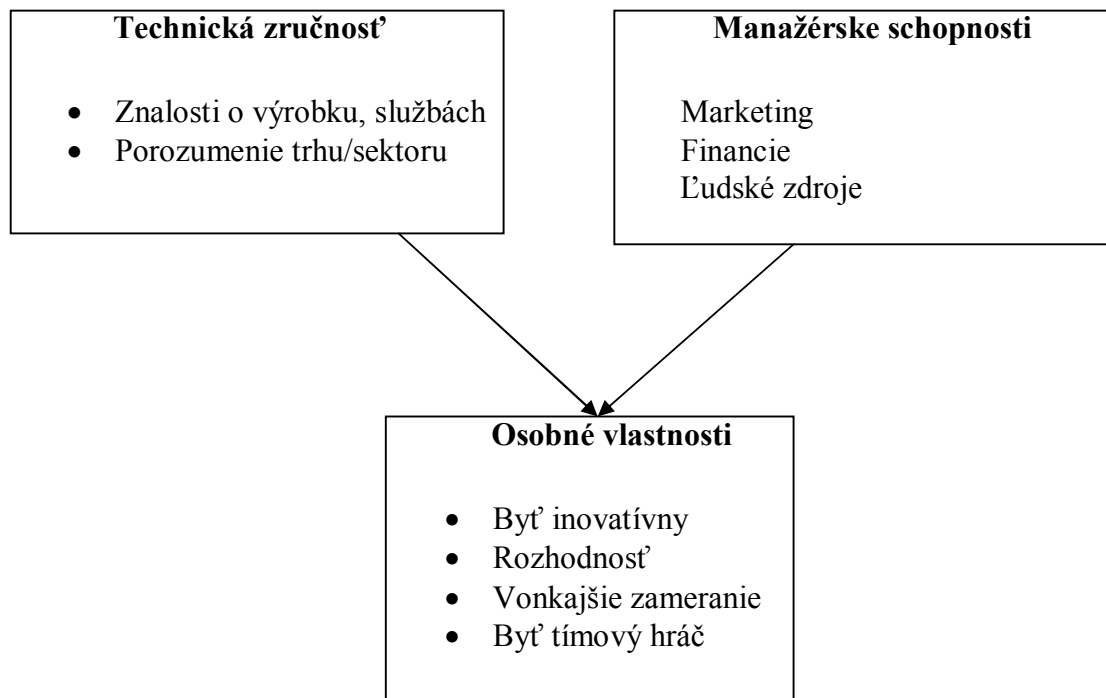 Technická zručnosť
• Znalosti o výrobku, službách
• Porozumenie trhu/sektoru
Manažérske schopnosti
Marketing
Financie
Ľudské zdroje
Osobné vlastnosti
• Byť inovatívny
• Rozhodnosť
• Vonkajšie zameranie
• Byť tímový hráč